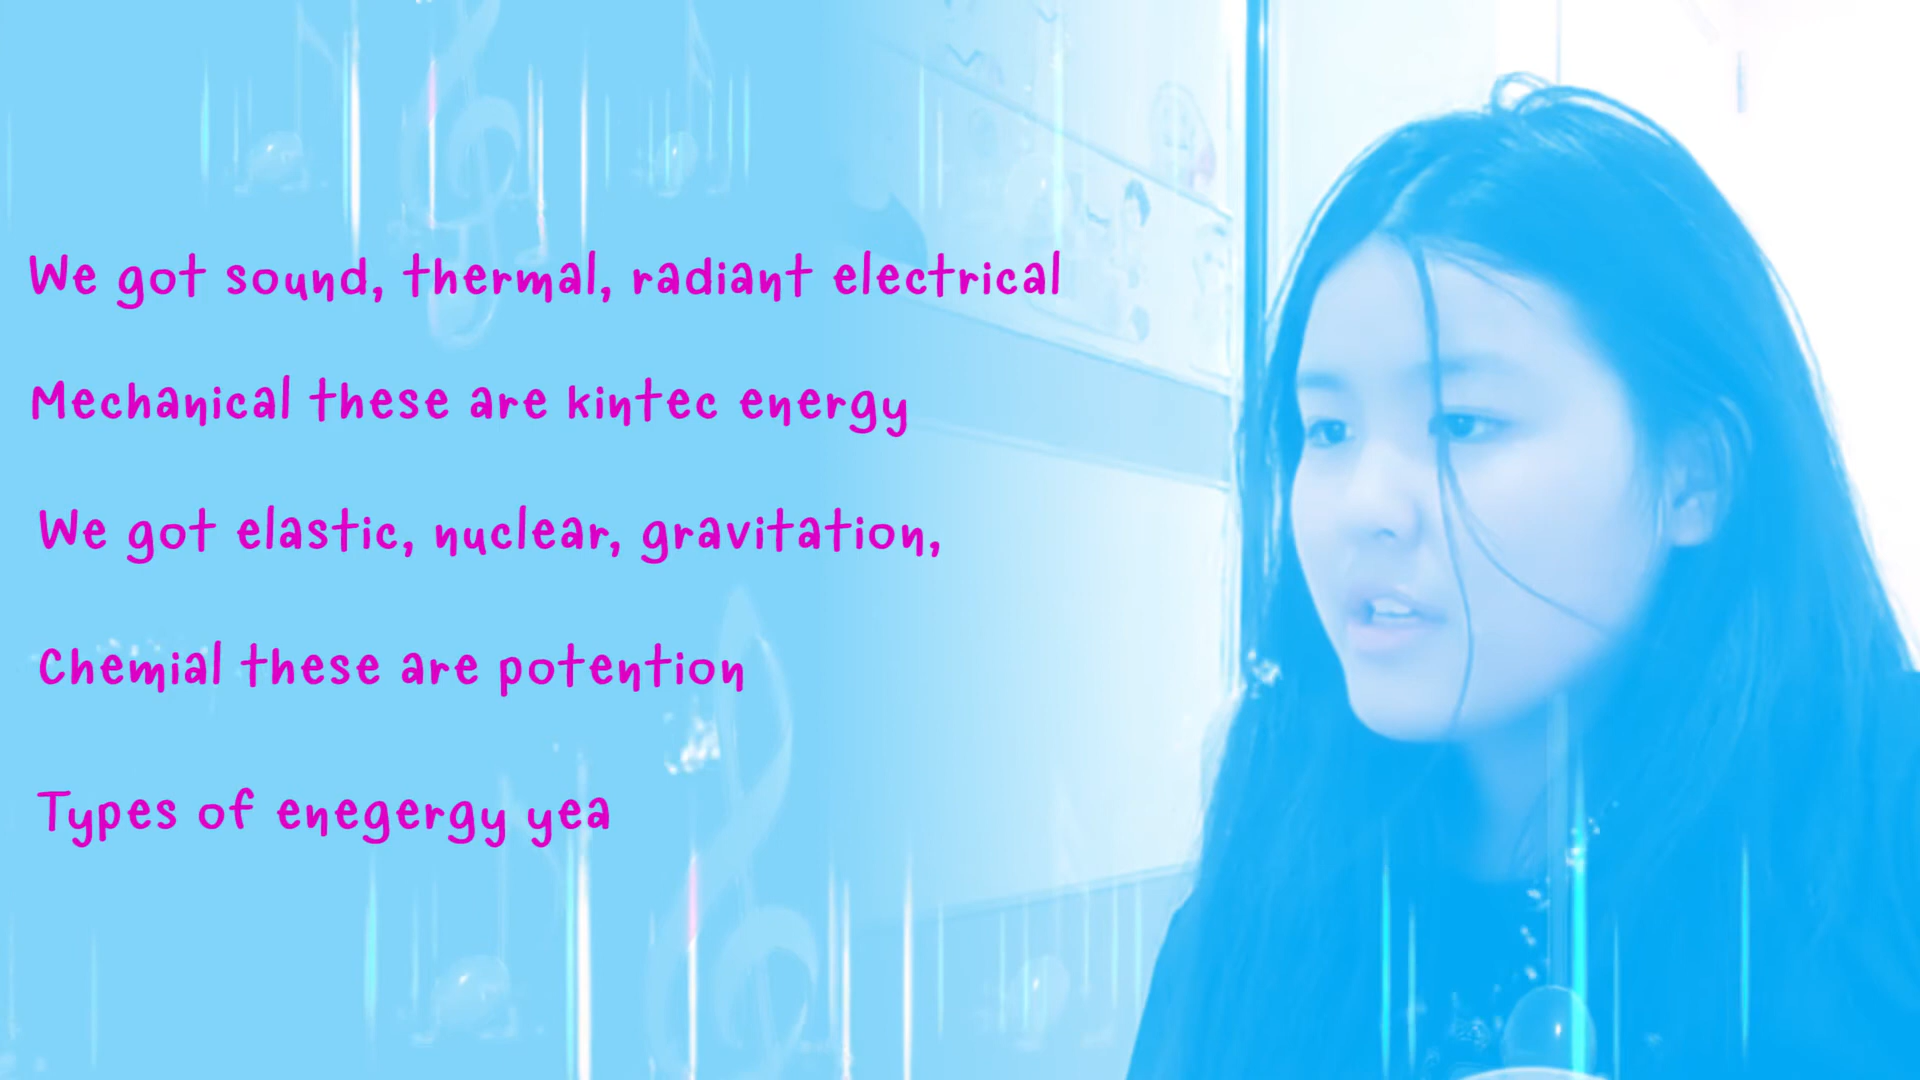 We got sound, thermal, radiant electrical
Mechanical these are kintec energy
We got elastic, nuclear, gravitation,
Chemial these are potention
Types of enegergy yea